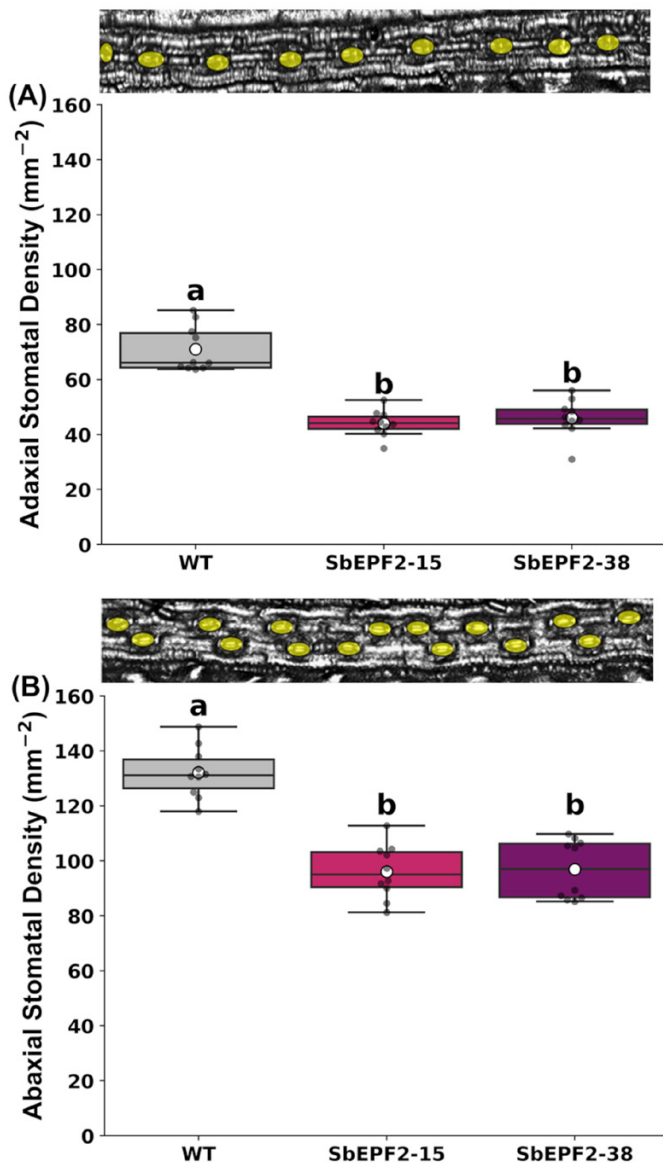 (A)
Adaxial Stomatal Density (mm⁻²)
160
140
120
100
80
60
40
20
0
a
b
b
WT
SbEPF2-15
SbEPF2-38
(B)
Abaxial Stomatal Density (mm⁻²)
160
140
120
100
80
60
40
20
0
a
b
b
WT
SbEPF2-15
SbEPF2-38